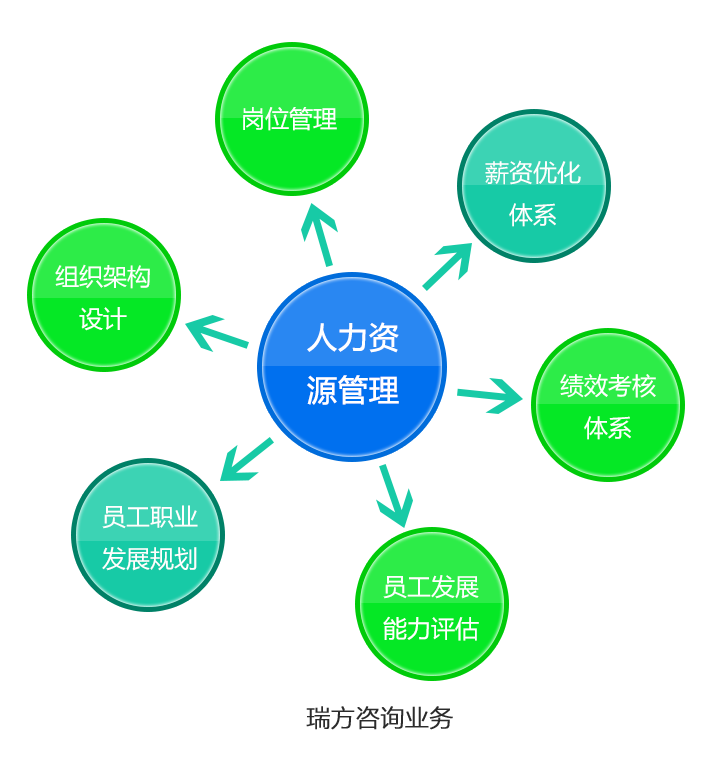 岗位管理
薪资优化
体系
组织架构
设计
人力资
源管理
绩效考核
体系
员工职业
发展规划
员工发展
能力评估
瑞方咨询业务